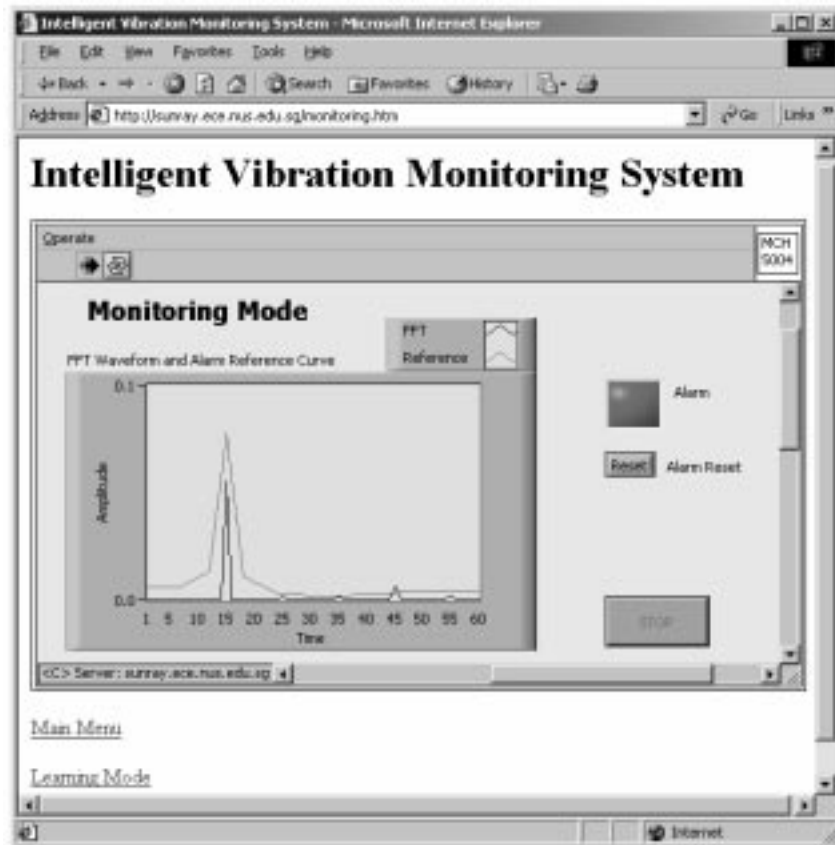 Intelligent Vibration Monitoring System - Microsoft Internet Explorer
File Edit View Favorites Tools Help
Back Search Favorites History
Address http://sunray.ece.nus.edu.sg/monitoring.htm Go Links »
Intelligent Vibration Monitoring System
Operate
MCH
5004
Monitoring Mode
FFT
Reference
FFT Waveform and Alarm Reference Curve
Alarm
Reset Alarm Reset
0.1
Amplitude
0.0
1 5 10 15 20 25 30 35 40 45 50 55 60
Time
STOP
<C> Server: sunray.ece.nus.edu.sg
Main Menu
Learning Mode
Internet